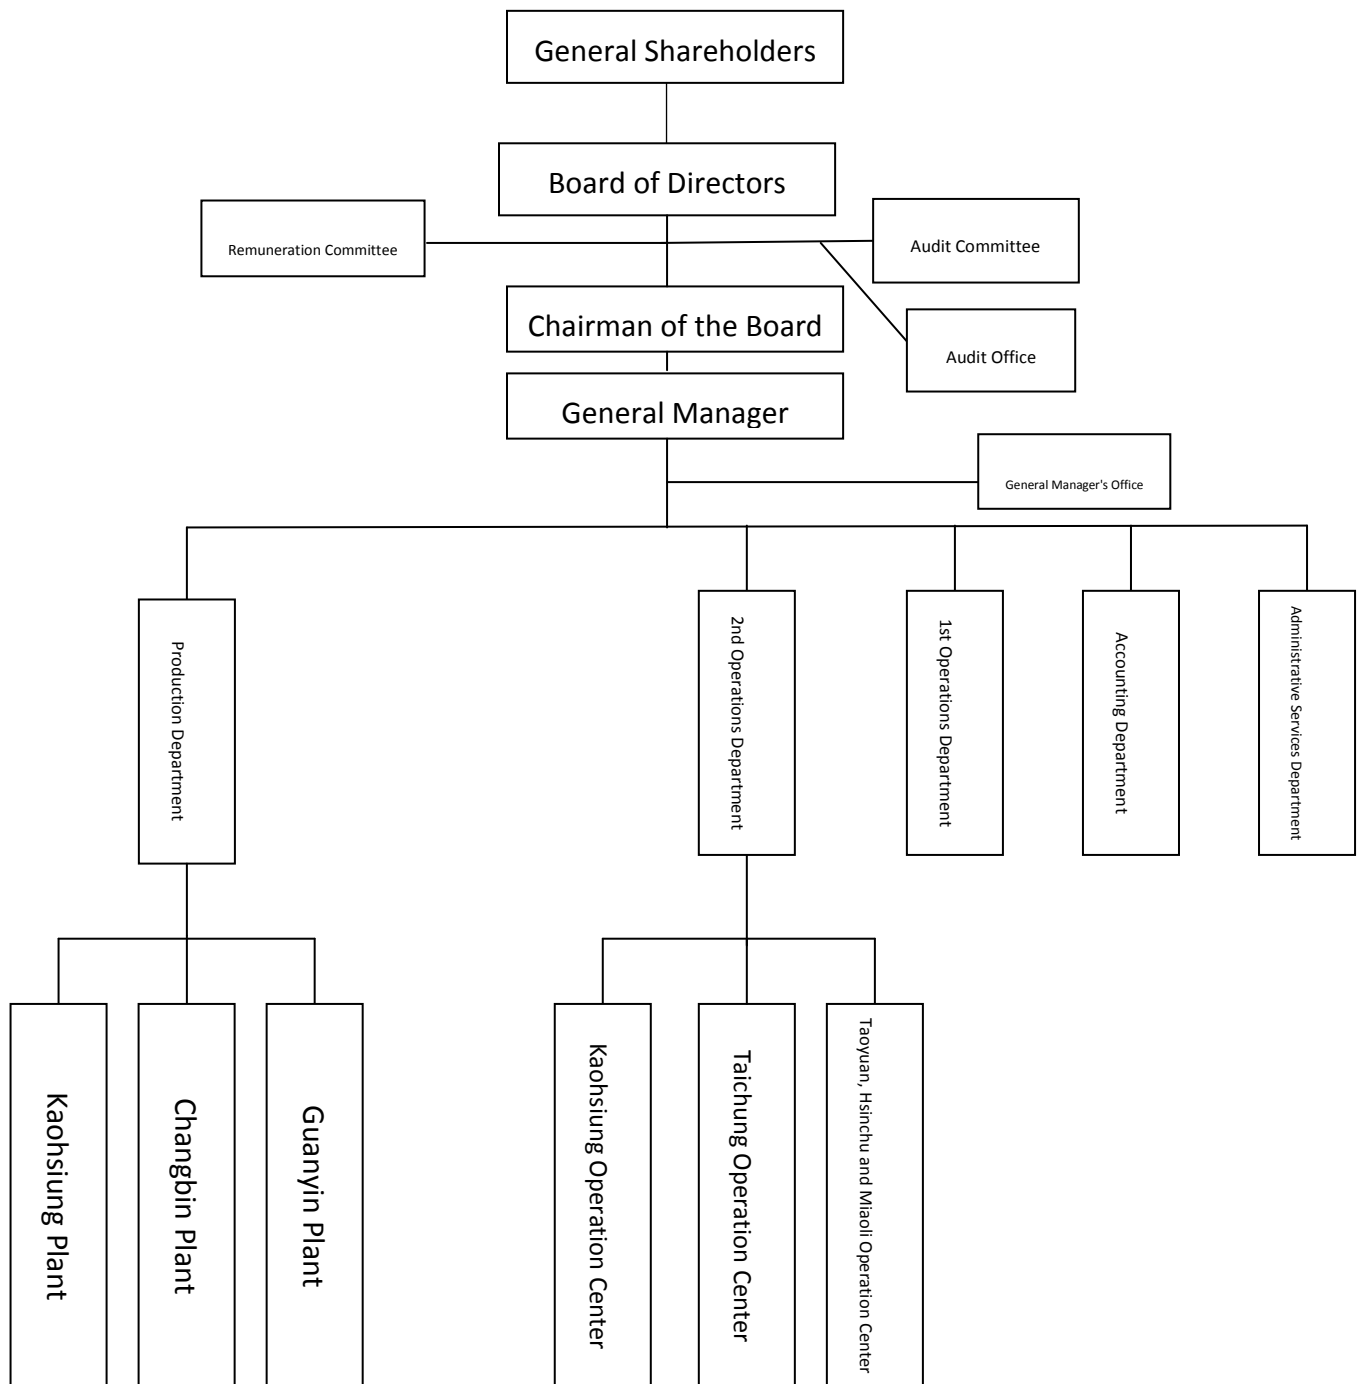 General Shareholders
Board of Directors
Remuneration Committee
Audit Committee
Chairman of the Board
Audit Office
General Manager
General Manager's Office
Production Department
2nd Operations Department
1st Operations Department
Accounting Department
Administrative Services Department
Kaohsiung Plant
Changbin Plant
Guanyin Plant
Kaohsiung Operation Center
Taichung Operation Center
Taoyuan, Hsinchu and Miaoli Operation Center